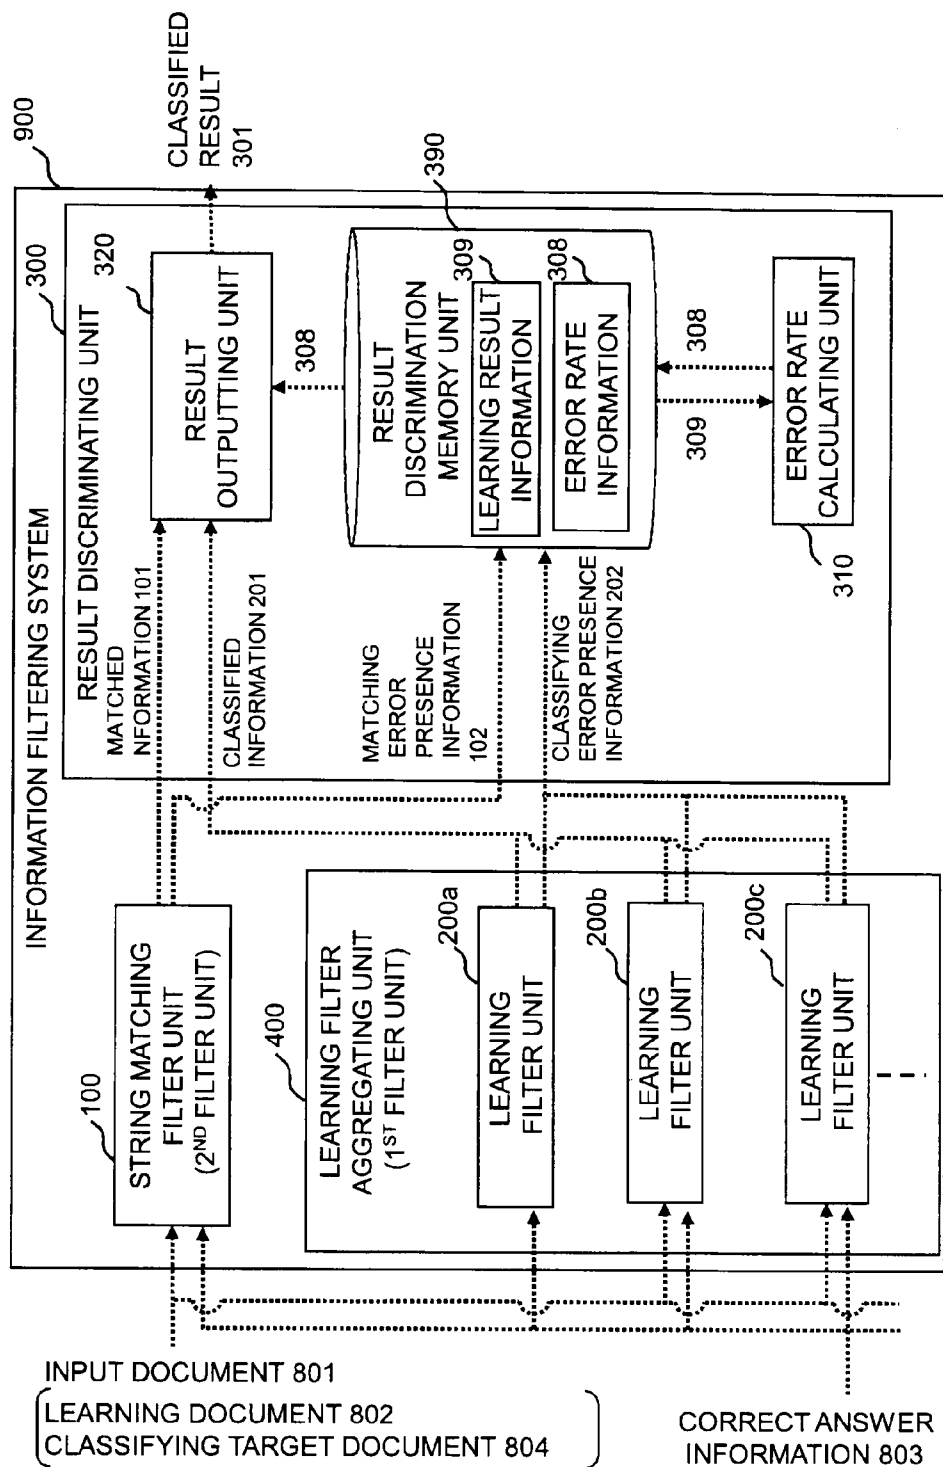 INFORMATION FILTERING SYSTEM
900
RESULT DISCRIMINATING UNIT
300
CLASSIFIED
RESULT
301
320
RESULT
OUTPUTTING UNIT
MATCHED
NFORMATION 101
CLASSIFIED
INFORMATION 201
308
390
RESULT
DISCRIMINATION
MEMORY UNIT
309
LEARNING RESULT
INFORMATION
308
ERROR RATE
INFORMATION
MATCHING
ERROR
PRESENCE
INFORMATION
102
CLASSIFYING
ERROR PRESENCE
INFORMATION 202
309
308
ERROR RATE
CALCULATING UNIT
310
100
STRING MATCHING
FILTER UNIT
(2ND FILTER UNIT)
400
LEARNING FILTER
AGGREGATING UNIT
(1ST FILTER UNIT)
200a
LEARNING
FILTER UNIT
200b
LEARNING
FILTER UNIT
200c
LEARNING
FILTER UNIT
INPUT DOCUMENT 801
LEARNING DOCUMENT 802
CLASSIFYING TARGET DOCUMENT 804
CORRECT ANSWER
INFORMATION 803